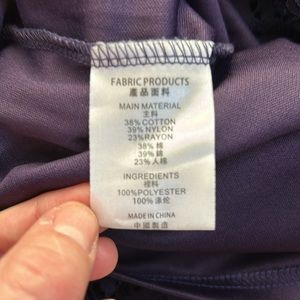 FABRIC PRODUCTS
產品面料
MAIN MATERIAL
主料
38%COTTON
39%NYLON
23%RAYON
38% 棉
39% 錦
23%人棉
INGREDIENTS
裡料
100%POLYESTER
100% 涤纶
MADE IN CHINA
中國製造